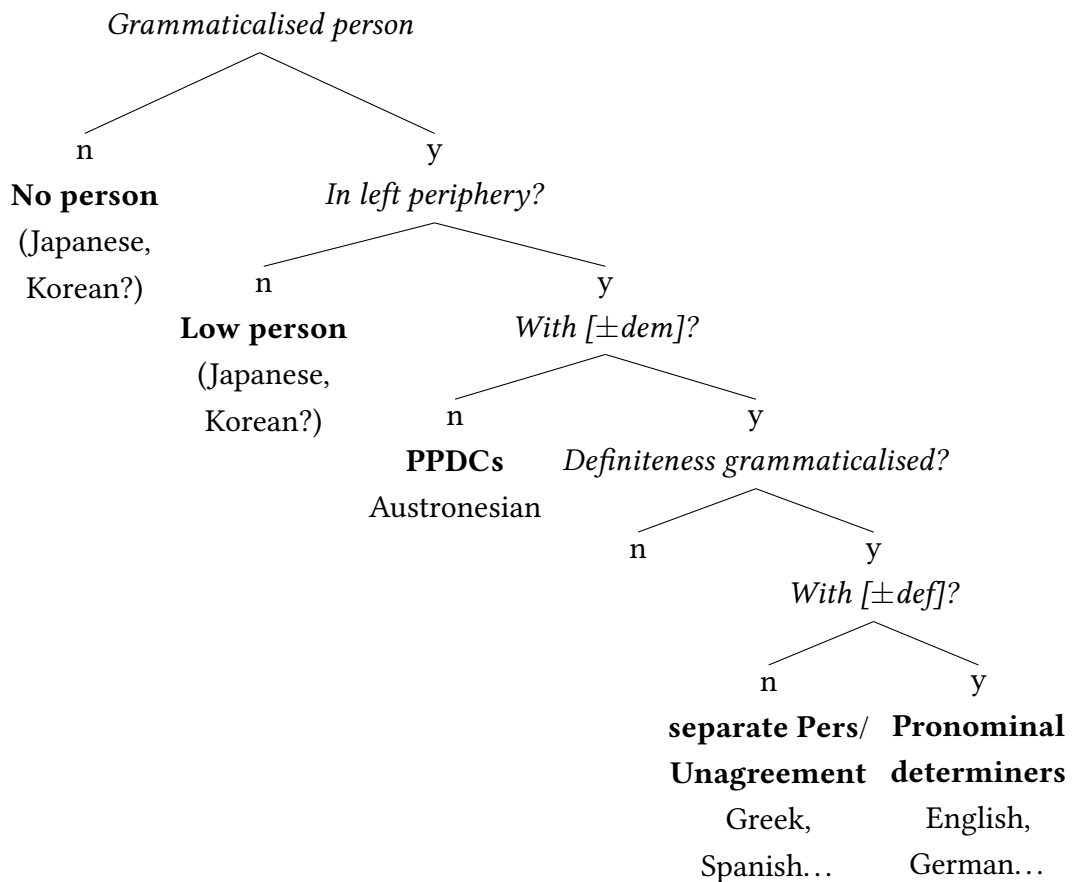 Grammaticalised person
n
y
No person
In left periphery?
(Japanese,
Korean?)
n
y
Low person
With [±dem]?
(Japanese,
Korean?)
n
y
PPDCs
Definiteness grammaticalised?
Austronesian
n
y
With [±def]?
n
y
separate Pers/
Unagreement
Pronominal
determiners
Greek,
Spanish…
English,
German…